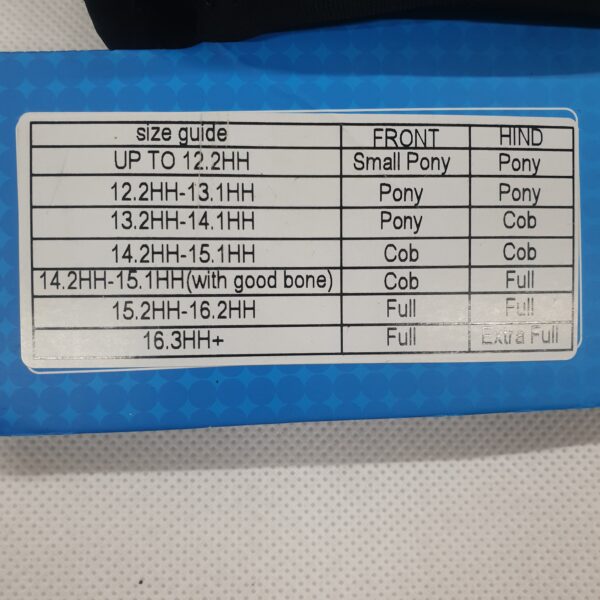 size guide FRONT HIND
UP TO 12.2HH Small Pony Pony
12.2HH-13.1HH Pony Pony
13.2HH-14.1HH Pony Cob
14.2HH-15.1HH Cob Cob
14.2HH-15.1HH(with good bone) Cob Full
15.2HH-16.2HH Full Full
16.3HH+ Full Extra Full